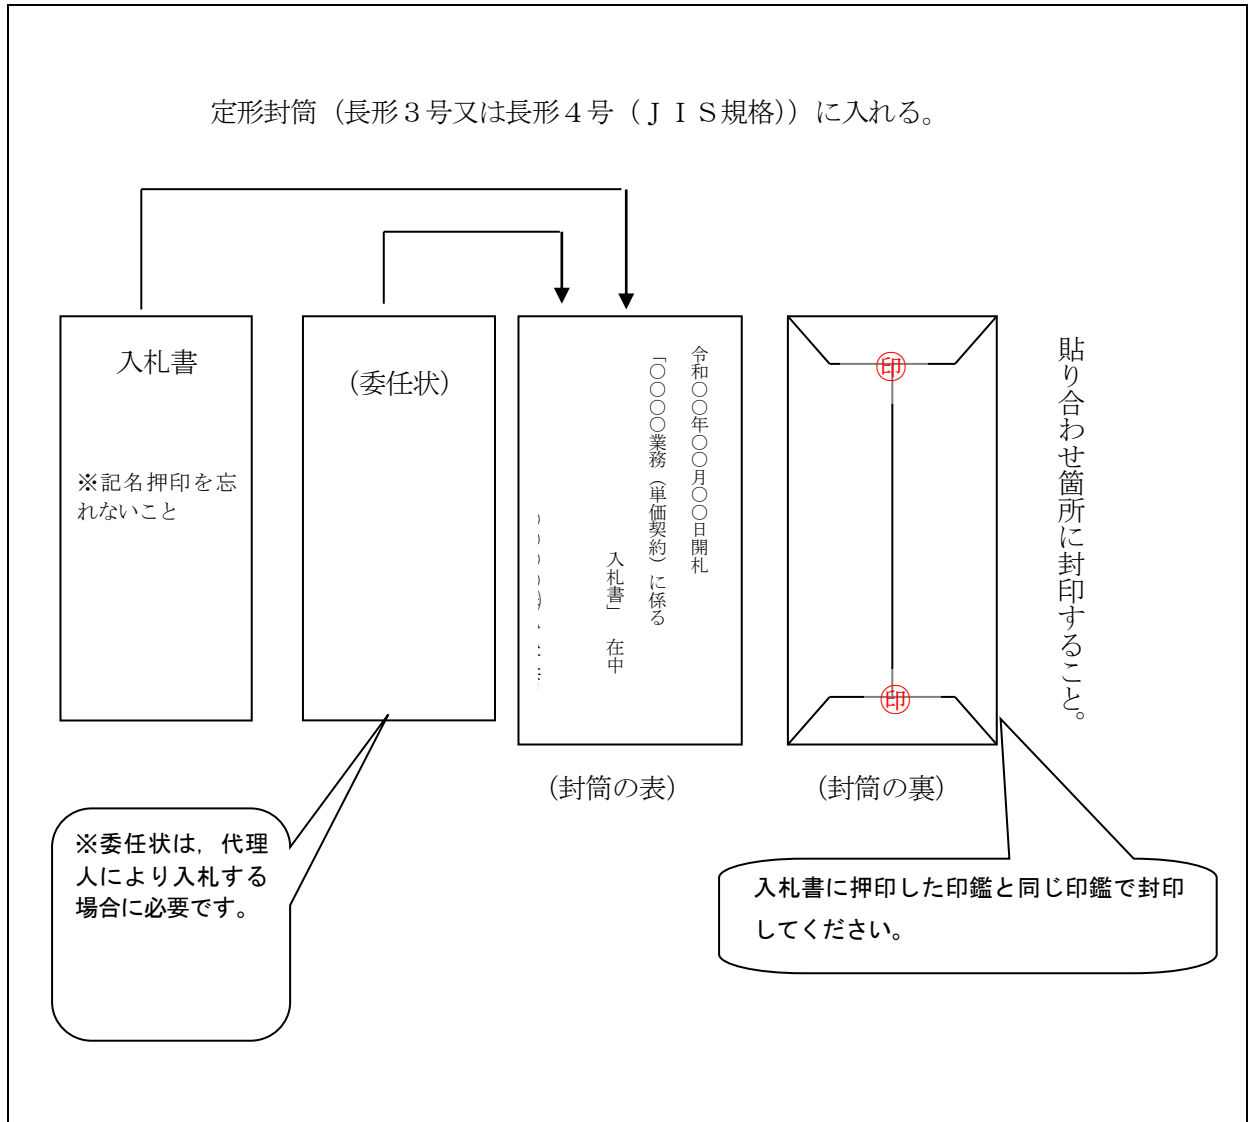 定形封筒（長形３号又は長形４号（ＪＩＳ規格））に入れる。
入札書
※記名押印を忘
れないこと
（委任状）
令和○○年○○月○○日開札
「○○○○業務（単価契約）に係る
入札書」　在中
印
印
貼り合わせ箇所に封印すること。
（封筒の表）
（封筒の裏）
※委任状は，代理
人により入札する
場合に必要です。
入札書に押印した印鑑と同じ印鑑で封印
してください。